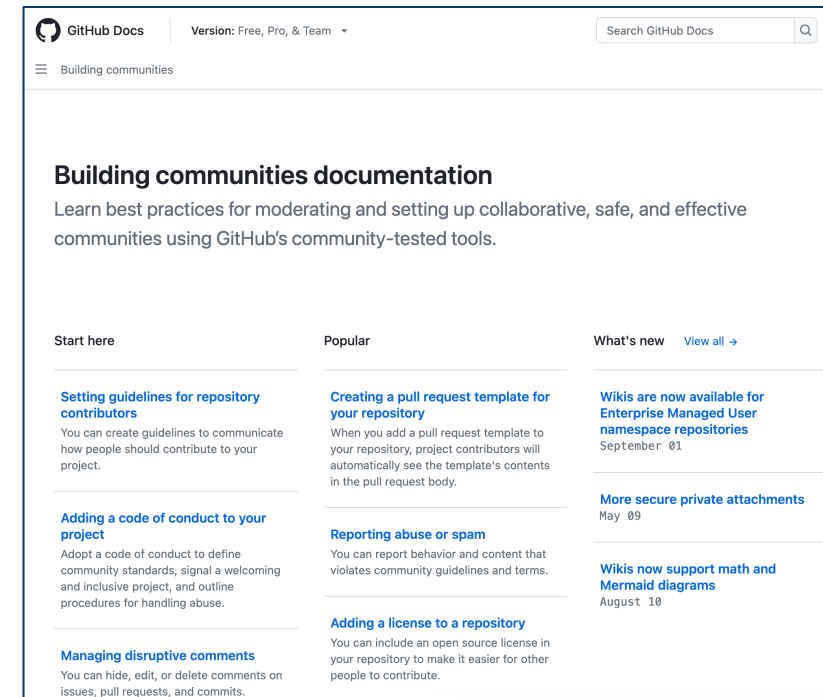 GitHub Docs
Version: Free, Pro, & Team
Search GitHub Docs
Building communities
Building communities documentation
Learn best practices for moderating and setting up collaborative, safe, and effective
communities using GitHub's community-tested tools.
Start here
Setting guidelines for repository
contributors
You can create guidelines to communicate
how people should contribute to your
project.
Adding a code of conduct to your
project
Adopt a code of conduct to define
community standards, signal a welcoming
and inclusive project, and outline
procedures for handling abuse.
Managing disruptive comments
You can hide, edit, or delete comments on
issues, pull requests, and commits.
Popular
Creating a pull request template for
your repository
When you add a pull request template to
your repository, project contributors will
automatically see the template's contents
in the pull request body.
Reporting abuse or spam
You can report behavior and content that
violates community guidelines and terms.
Adding a license to a repository
You can include an open source license in
your repository to make it easier for other
people to contribute.
What's new View all →
Wikis are now available for
Enterprise Managed User
namespace repositories
September 01
More secure private attachments
May 09
Wikis now support math and
Mermaid diagrams
August 10